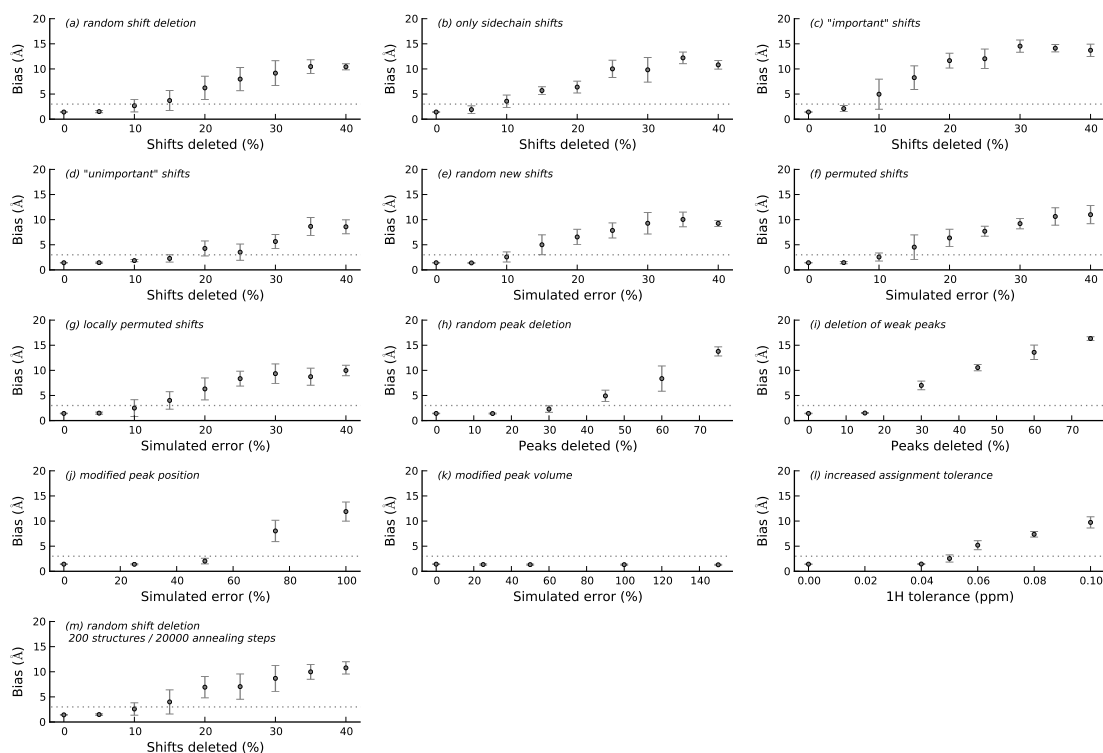 (a) random shift deletion
Bias (Å)
20
15
10
5
0
0 10 20 30 40
Shifts deleted (%)
(b) only sidechain shifts
Bias (Å)
20
15
10
5
0
0 10 20 30 40
Shifts deleted (%)
(c) "important" shifts
Bias (Å)
20
15
10
5
0
0 10 20 30 40
Shifts deleted (%)
(d) "unimportant" shifts
Bias (Å)
20
15
10
5
0
0 10 20 30 40
Shifts deleted (%)
(e) random new shifts
Bias (Å)
20
15
10
5
0
0 10 20 30 40
Simulated error (%)
(f) permuted shifts
Bias (Å)
20
15
10
5
0
0 10 20 30 40
Simulated error (%)
(g) locally permuted shifts
Bias (Å)
20
15
10
5
0
0 10 20 30 40
Simulated error (%)
(h) random peak deletion
Bias (Å)
20
15
10
5
0
0 10 20 30 40 50 60 70
Peaks deleted (%)
(i) deletion of weak peaks
Bias (Å)
20
15
10
5
0
0 10 20 30 40 50 60 70
Peaks deleted (%)
(j) modified peak position
Bias (Å)
20
15
10
5
0
0 20 40 60 80 100
Simulated error (%)
(k) modified peak volume
Bias (Å)
20
15
10
5
0
0 20 40 60 80 100 120 140
Simulated error (%)
(l) increased assignment tolerance
Bias (Å)
20
15
10
5
0
0.00 0.02 0.04 0.06 0.08 0.10
1H tolerance (ppm)
(m) random shift deletion
200 structures / 20000 annealing steps
Bias (Å)
20
15
10
5
0
0 10 20 30 40
Shifts deleted (%)